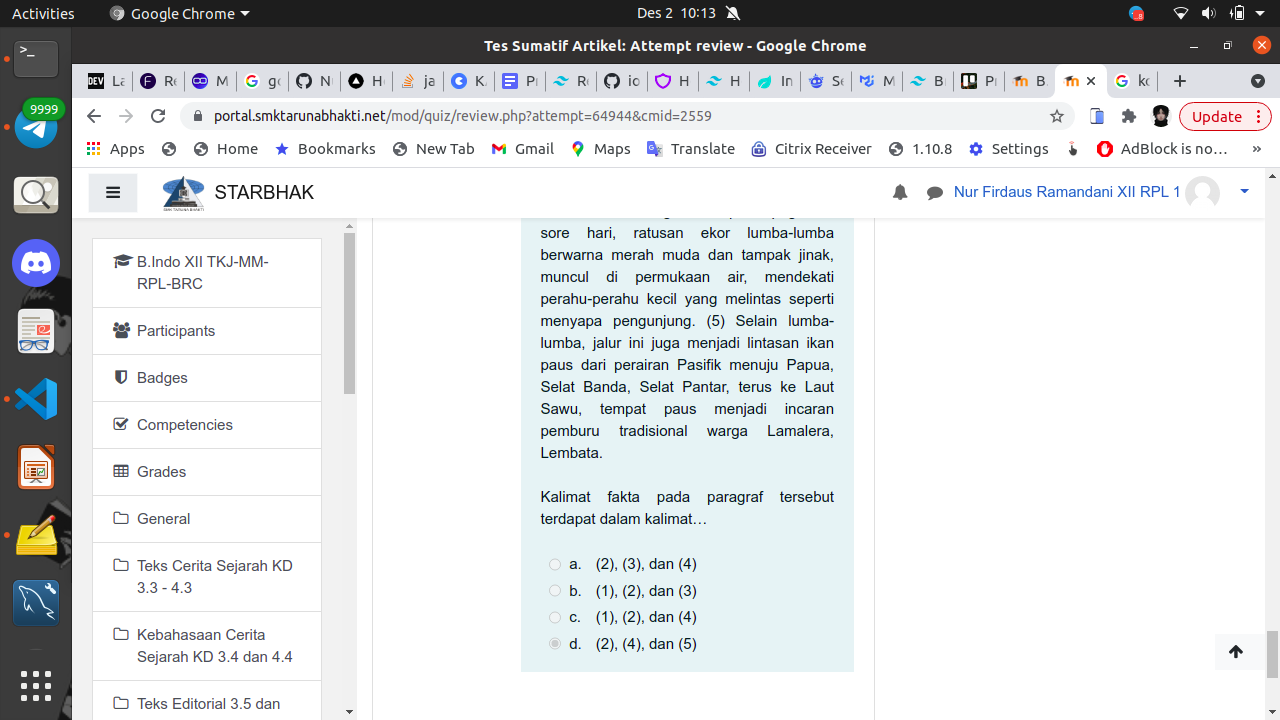 Activities
Google Chrome
Des 2 10:13
Tes Sumatif Artikel: Attempt review - Google Chrome
portal.smktarunabhakti.net/mod/quiz/review.php?attempt=64944&cmid=2559
Update
Apps
Home
Bookmarks
New Tab
Gmail
Maps
Translate
Citrix Receiver
1.10.8
Settings
AdBlock is no…
9999
STARBHAK
Nur Firdaus Ramandani XII RPL 1
B.Indo XII TKJ-MM-
RPL-BRC
Participants
Badges
Competencies
Grades
General
Teks Cerita Sejarah KD
3.3 - 4.3
Kebahasaan Cerita
Sejarah KD 3.4 dan 4.4
Teks Editorial 3.5 dan
sore hari, ratusan ekor lumba-lumba
berwarna merah muda dan tampak jinak,
muncul di permukaan air, mendekati
perahu-perahu kecil yang melintas seperti
menyapa pengunjung. (5) Selain lumba-
lumba, jalur ini juga menjadi lintasan ikan
paus dari perairan Pasifik menuju Papua,
Selat Banda, Selat Pantar, terus ke Laut
Sawu, tempat paus menjadi incaran
pemburu tradisional warga Lamalera,
Lembata.
Kalimat fakta pada paragraf tersebut
terdapat dalam kalimat…
a. (2), (3), dan (4)
b. (1), (2), dan (3)
c. (1), (2), dan (4)
d. (2), (4), dan (5)